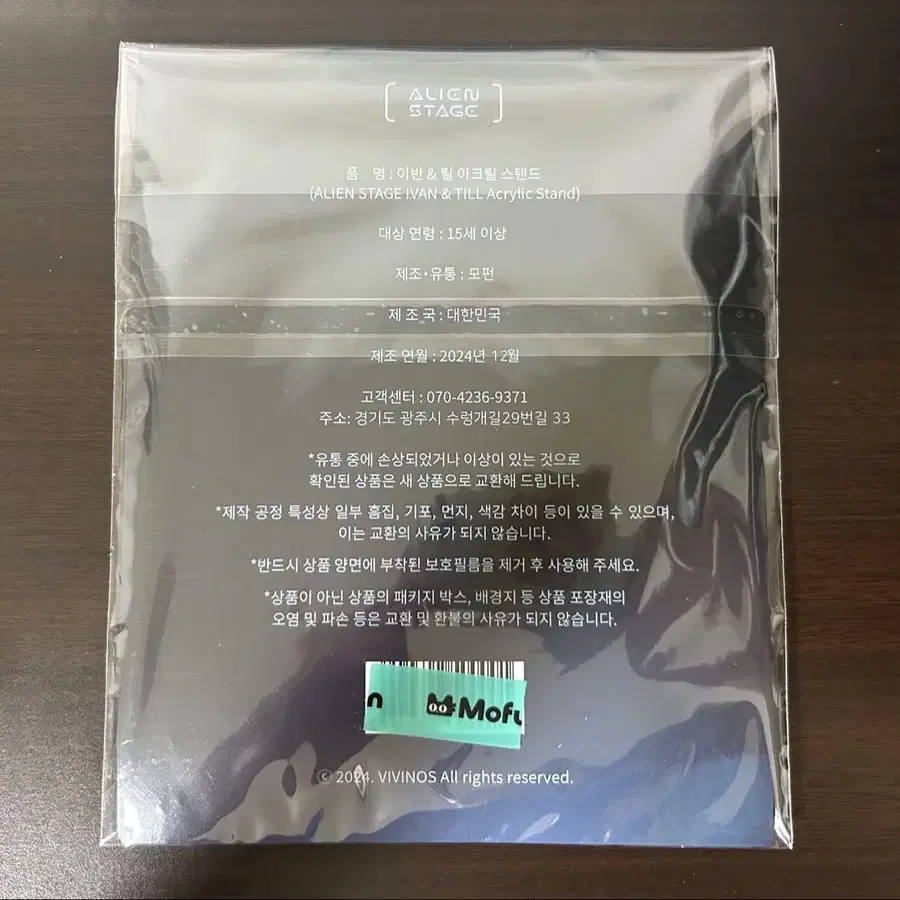 ALIEN
STAGE
품 명 : 이반 & 틸 아크릴 스탠드
(ALIEN STAGE IVAN & TILL Acrylic Stand)
대상 연령 : 15세 이상
제조·유통 : 모펀
제 조 국 : 대한민국
제조 연월 : 2024년 12월
고객센터 : 070-4236-9371
주소: 경기도 광주시 수렁개길29번길 33
*유통 중에 손상되었거나 이상이 있는 것으로
확인된 상품은 새 상품으로 교환해 드립니다.
*제작 공정 특성상 일부 흠집, 기포, 먼지, 색감 차이 등이 있을 수 있으며,
이는 교환의 사유가 되지 않습니다.
*반드시 상품 양면에 부착된 보호필름을 제거 후 사용해 주세요.
*상품이 아닌 상품의 패키지 박스, 배경지 등 상품 포장재의
오염 및 파손 등은 교환 및 환불의 사유가 되지 않습니다.
n Mofu
ⓒ 2024. VIVINOS All rights reserved.